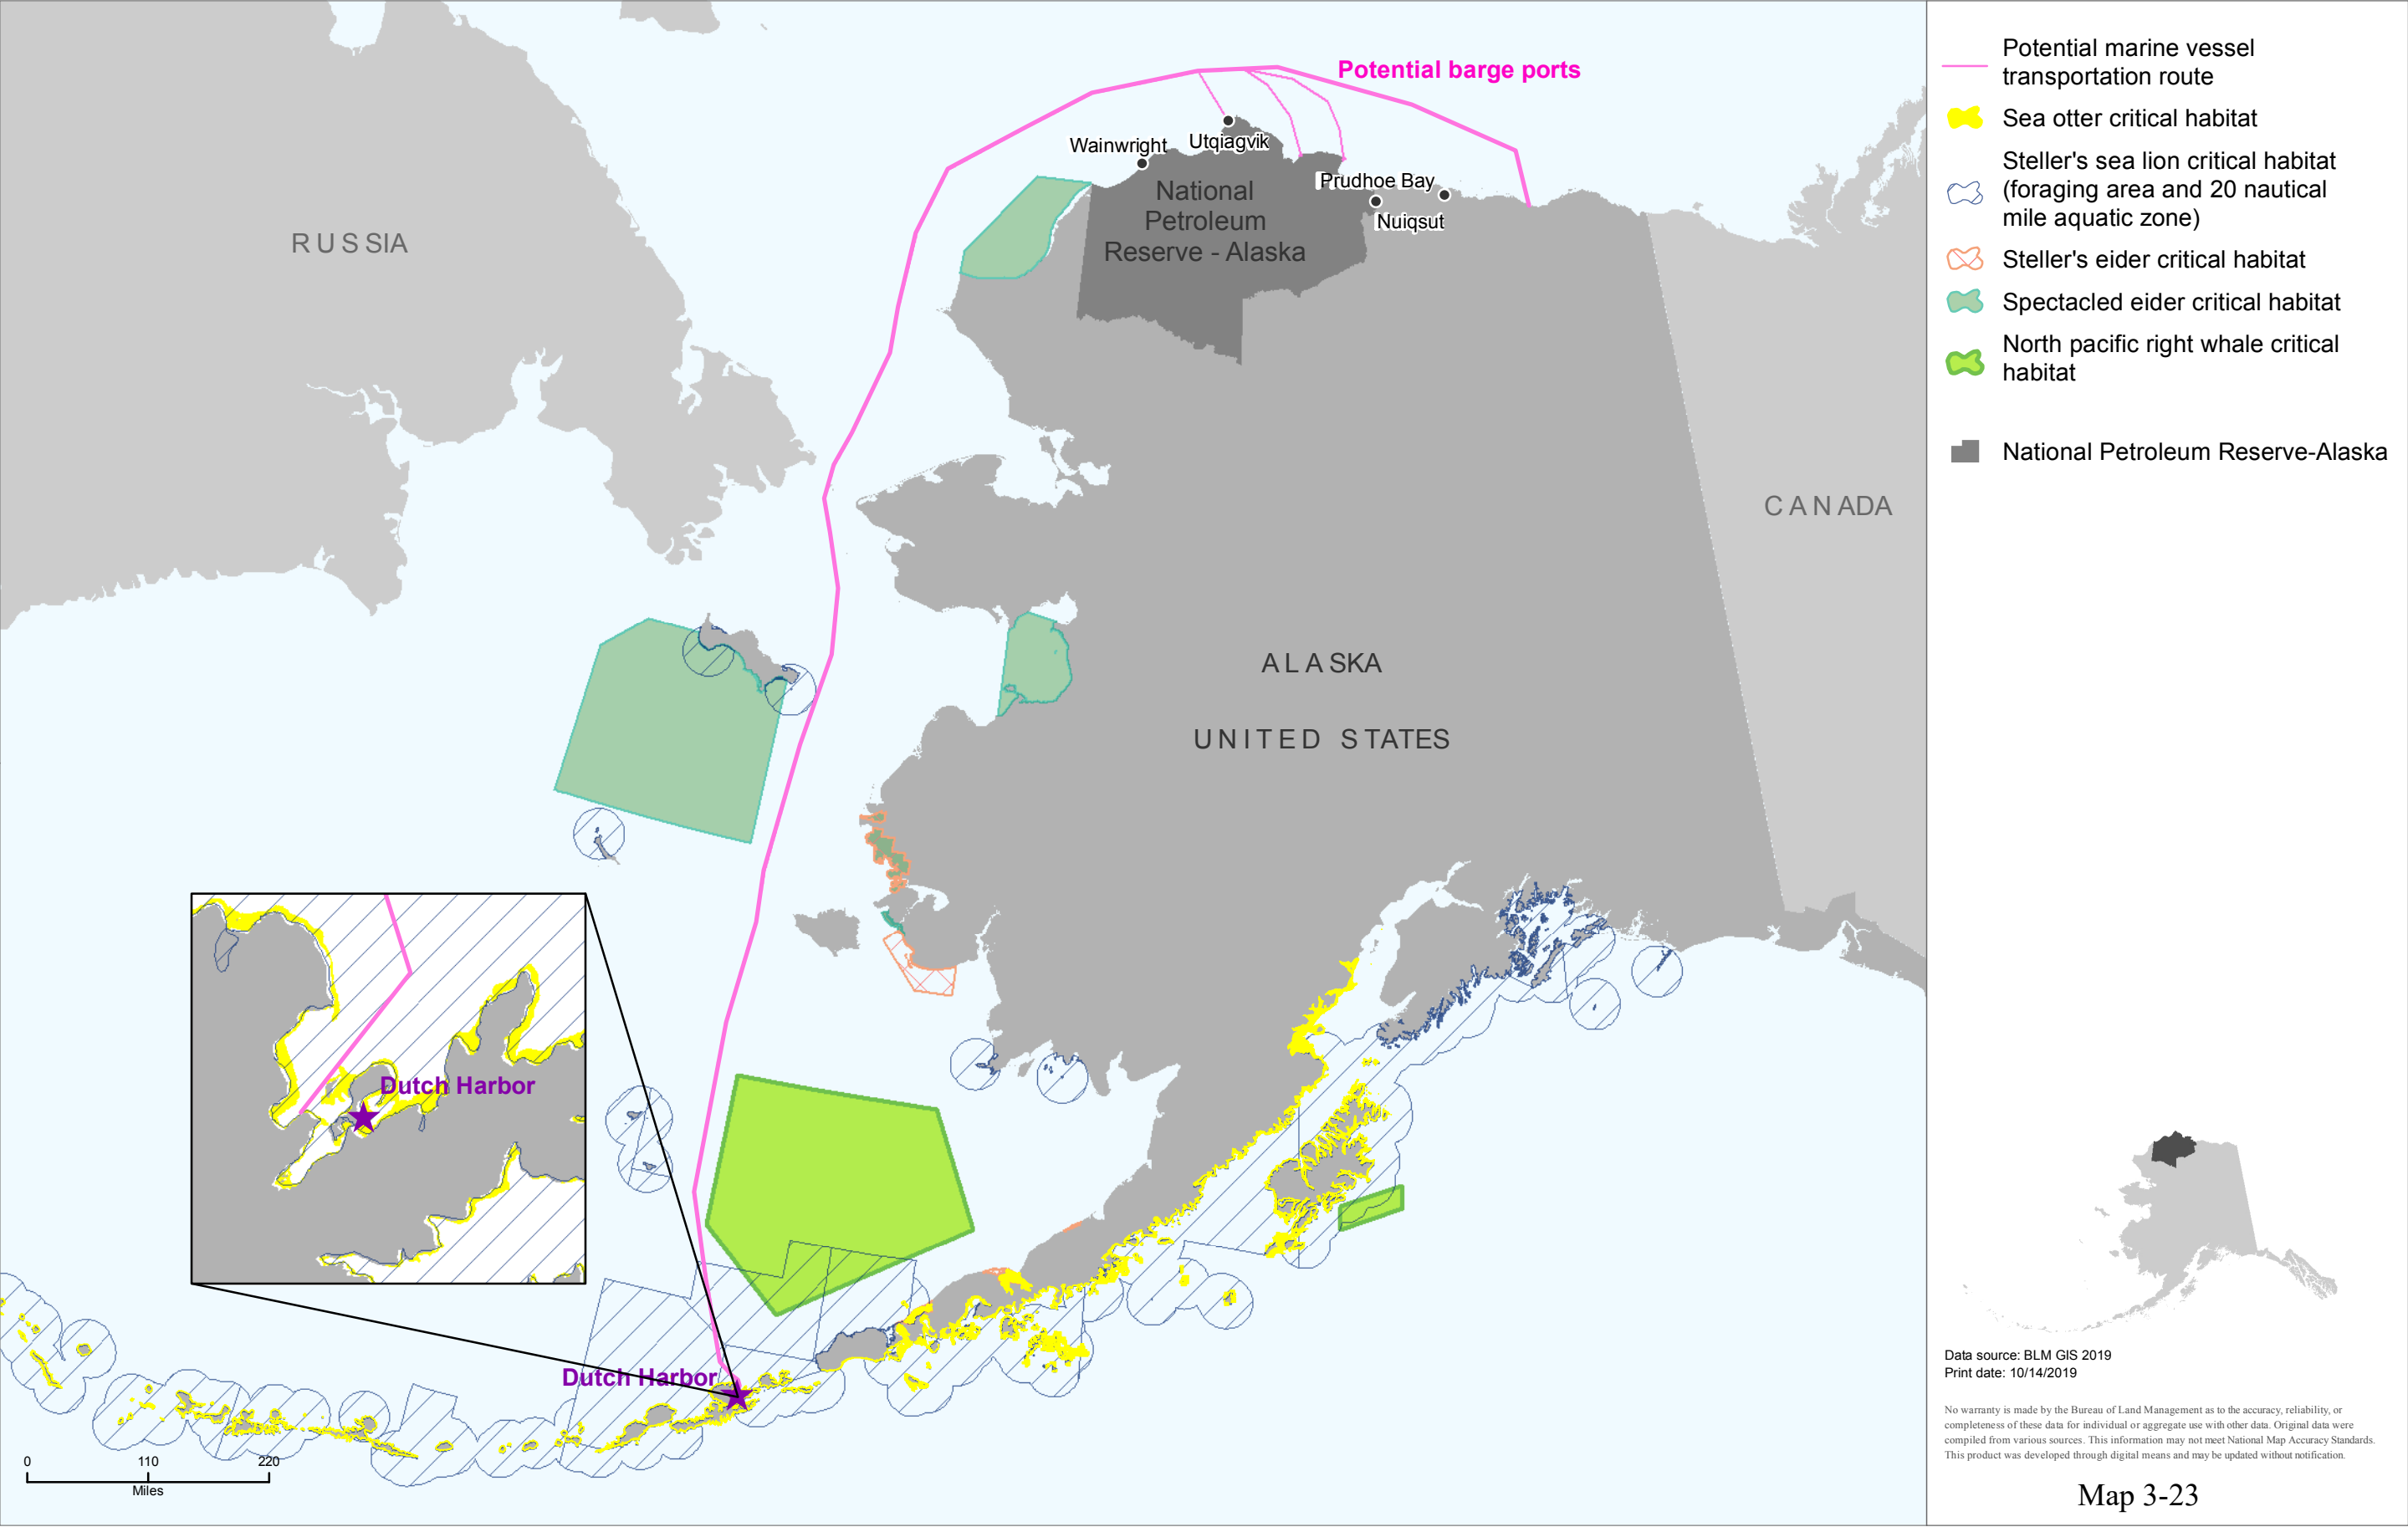 Potential barge ports
Wainwright
Utqiagvik
Prudhoe Bay
Nuiqsut
National
Petroleum
Reserve - Alaska
RUSSIA
CANADA
ALASKA
UNITED STATES
Dutch Harbor
Dutch Harbor
0 110 220
Miles
Potential marine vessel
transportation route
Sea otter critical habitat
Steller's sea lion critical habitat
(foraging area and 20 nautical
mile aquatic zone)
Steller's eider critical habitat
Spectacled eider critical habitat
North pacific right whale critical
habitat
National Petroleum Reserve-Alaska
Data source: BLM GIS 2019
Print date: 10/14/2019
No warranty is made by the Bureau of Land Management as to the accuracy, reliability, or
completeness of these data for individual or aggregate use with other data. Original data were
compiled from various sources. This information may not meet National Map Accuracy Standards.
This product was developed through digital means and may be updated without notification.
Map 3-23